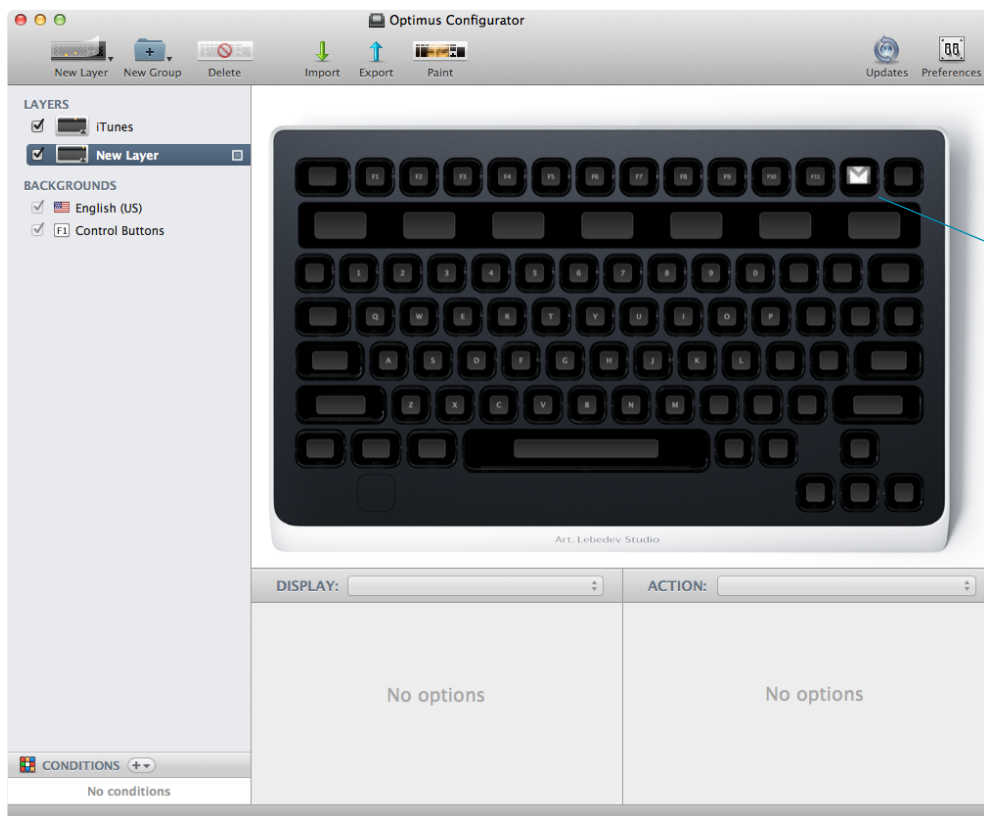 Optimus Configurator
New Layer New Group Delete Import Export Paint Updates Preferences
LAYERS
iTunes
New Layer
BACKGROUNDS
English (US)
F1 Control Buttons
F1 F2 F3 F4 F5 F6 F7 F8 F9 F10 F11
1 2 3 4 5 6 7 8 9 0
Q W E R T Y U I O P
A S D F G H J K L
Z X C V B N M
Art. Lebedev Studio
DISPLAY: ACTION:
No options No options
CONDITIONS
No conditions